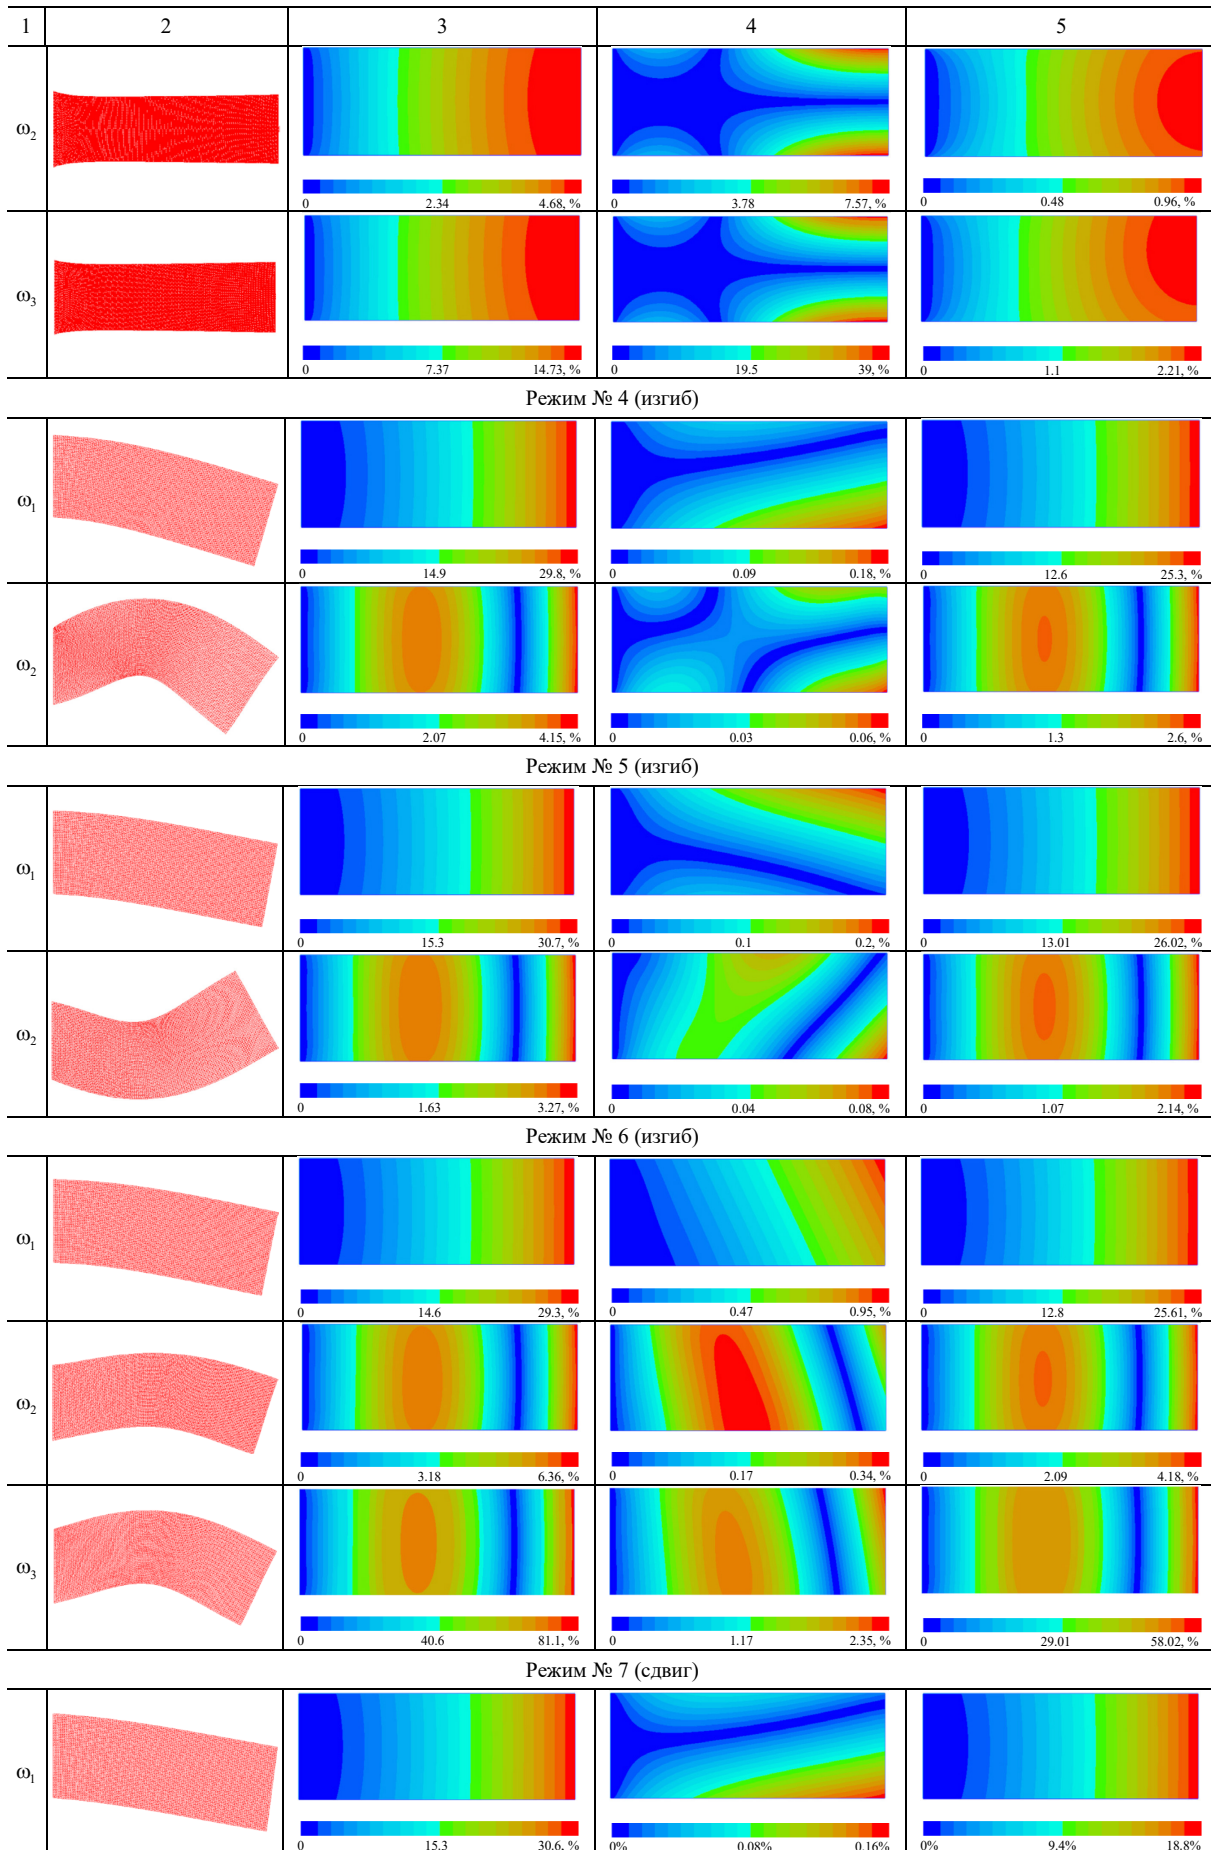 1 2 3 4 5
ω2
0 2.34 4.68, % 0 3.78 7.57, % 0 0.48 0.96, %
ω3
0 7.37 14.73, % 0 19.5 39, % 0 1.1 2.21, %
Режим № 4 (изгиб)
ω1
0 14.9 29.8, % 0 0.09 0.18, % 0 12.6 25.3, %
ω2
0 2.07 4.15, % 0 0.03 0.06, % 0 1.3 2.6, %
Режим № 5 (изгиб)
ω1
0 15.3 30.7, % 0 0.1 0.2, % 0 13.01 26.02, %
ω2
0 1.63 3.27, % 0 0.04 0.08, % 0 1.07 2.14, %
Режим № 6 (изгиб)
ω1
0 14.6 29.3, % 0 0.47 0.95, % 0 12.8 25.61, %
ω2
0 3.18 6.36, % 0 0.17 0.34, % 0 2.09 4.18, %
ω3
0 40.6 81.1, % 0 1.17 2.35, % 0 29.01 58.02, %
Режим № 7 (сдвиг)
ω1
0 15.3 30.6, % 0% 0.08% 0.16% 0% 9.4% 18.8%